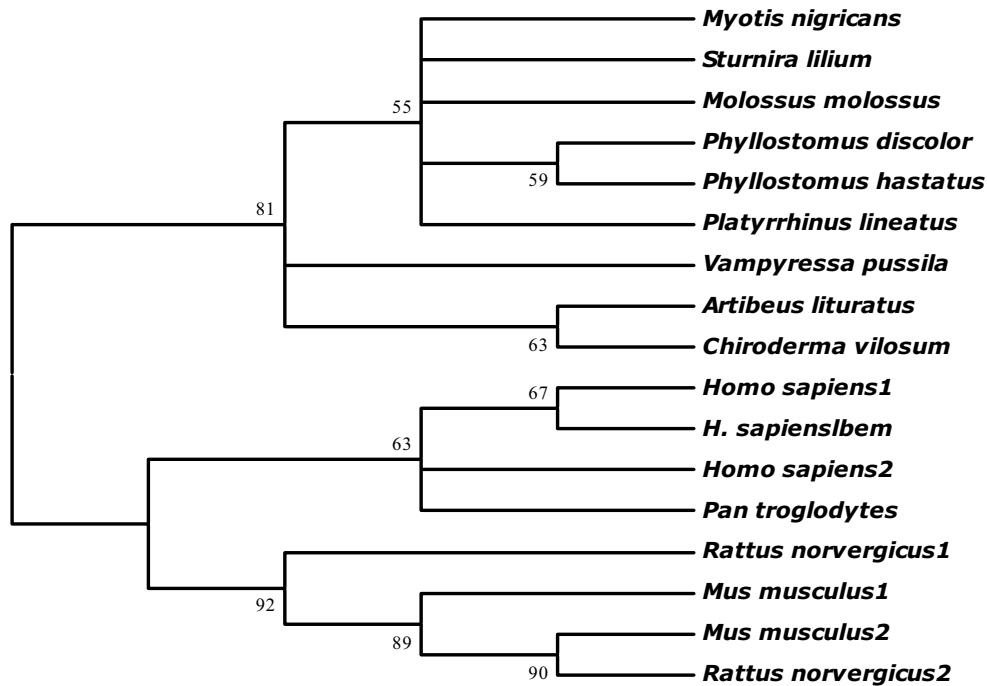 Myotis nigricans
Sturnira lilium
55
Molossus molossus
Phyllostomus discolor
59
Phyllostomus hastatus
81
Platyrrhinus lineatus
Vampyressa pussila
Artibeus lituratus
63
Chiroderma vilosum
67
Homo sapiens1
H. sapiensIbem
63
Homo sapiens2
Pan troglodytes
Rattus norvergicus1
92
Mus musculus1
89
Mus musculus2
90
Rattus norvergicus2